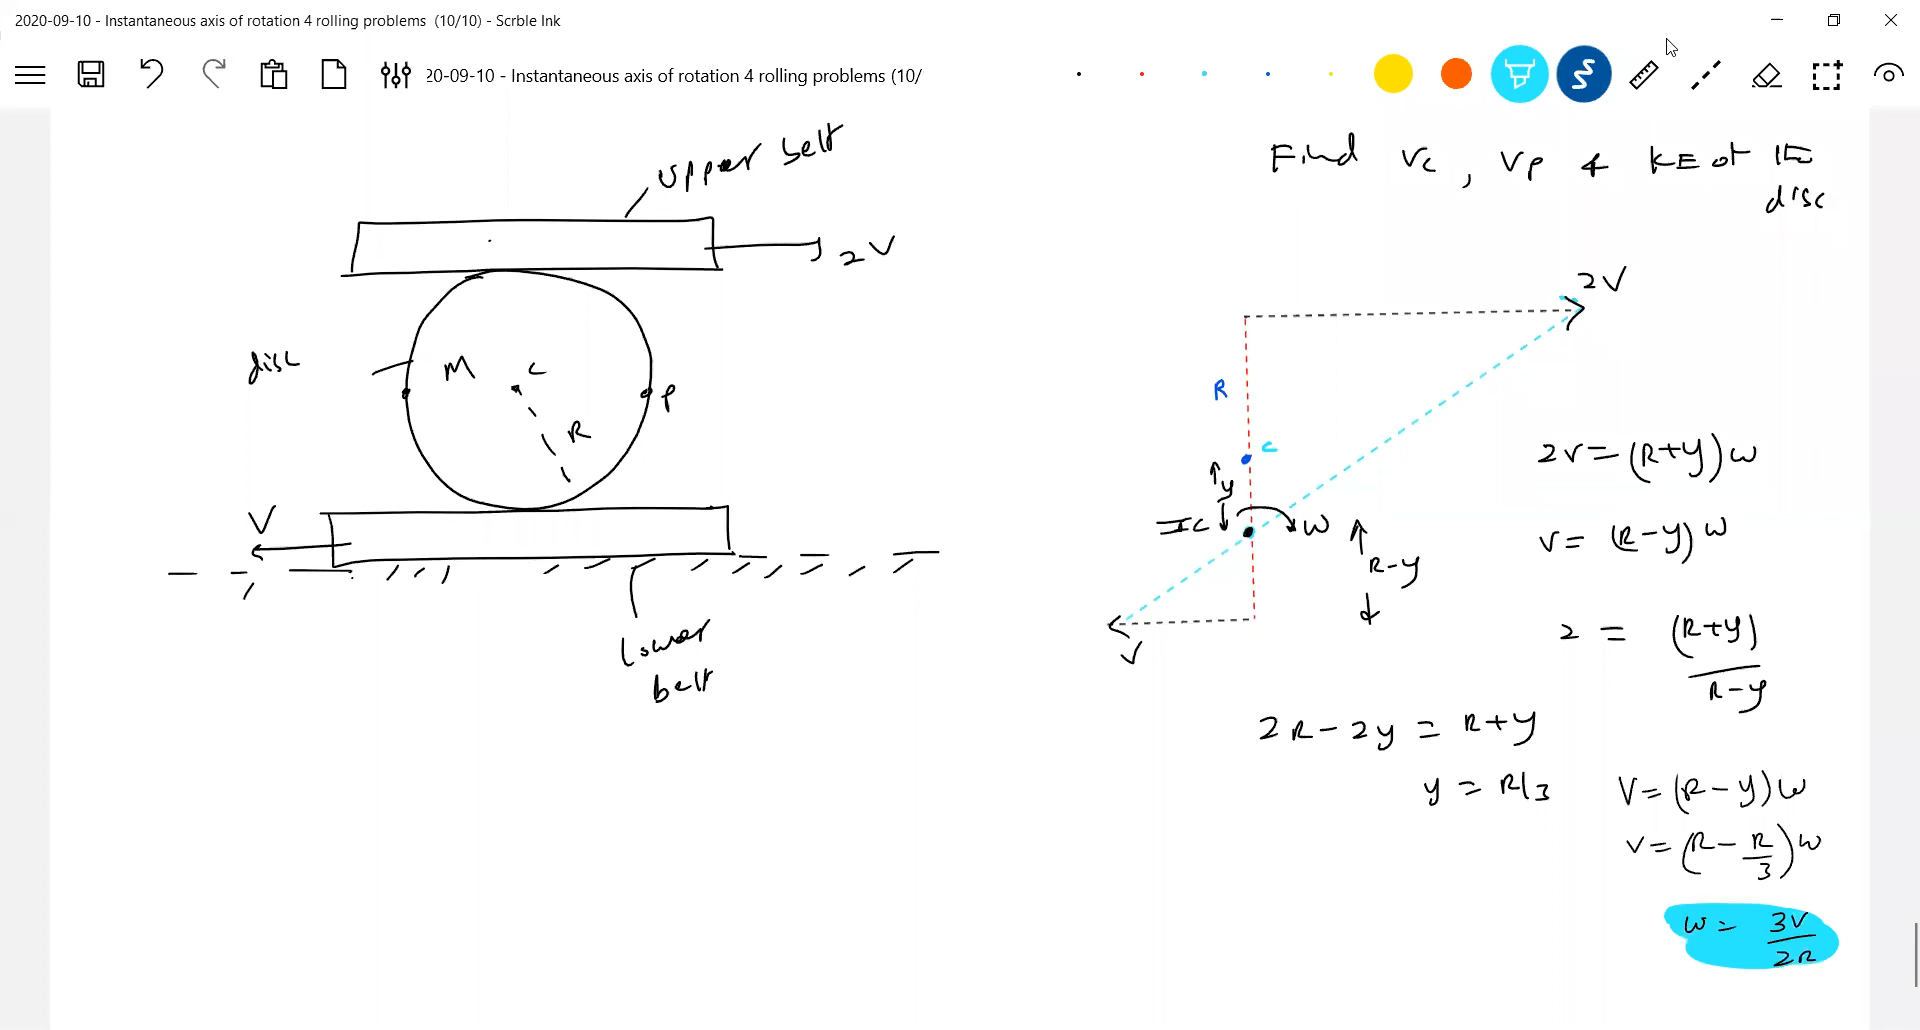 2020-09-10 - Instantaneous axis of rotation 4 rolling problems (10/10) - Scrble Ink
20-09-10 - Instantaneous axis of rotation 4 rolling problems (10/
upper belt
2V
disc
M
C
P
R
V
lower
belt
Find Vc, Vp & KE of the
disc
2V
R
C
y
IC
ω
R-y
V
2V = (R+y)ω
V = (R-y)ω
2 = (R+y)
R-y
2R - 2y = R+y
y = R/3
V = (R-y)ω
V = (R - R/3)ω
ω = 3V
2R